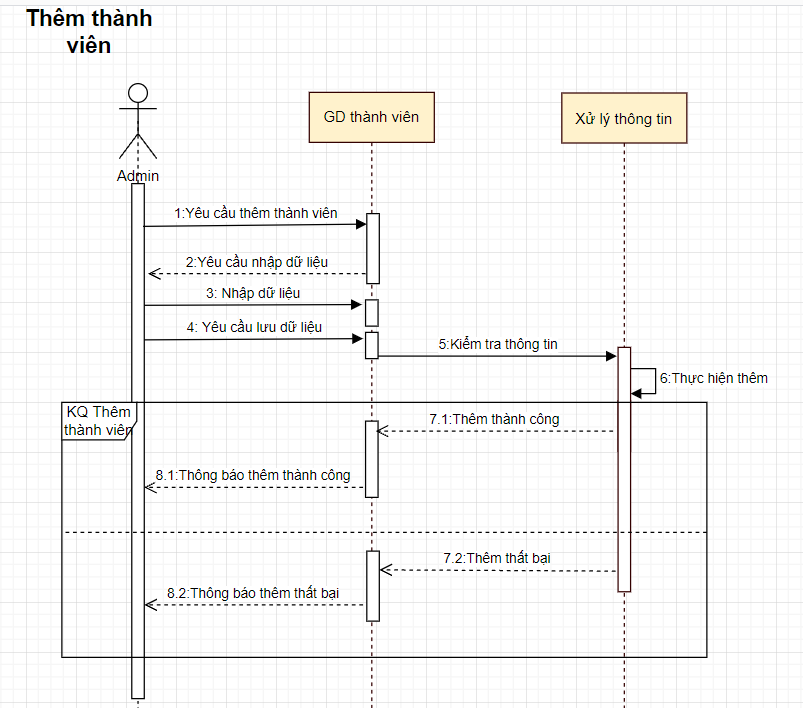 Thêm thành
viên
GD thành viên
Xử lý thông tin
Admin
1:Yêu cầu thêm thành viên
2:Yêu cầu nhập dữ liệu
3: Nhập dữ liệu
4: Yêu cầu lưu dữ liệu
5:Kiểm tra thông tin
6:Thực hiện thêm
KQ Thêm
thành viên
7.1:Thêm thành công
8.1:Thông báo thêm thành công
7.2:Thêm thất bại
8.2:Thông báo thêm thất bại